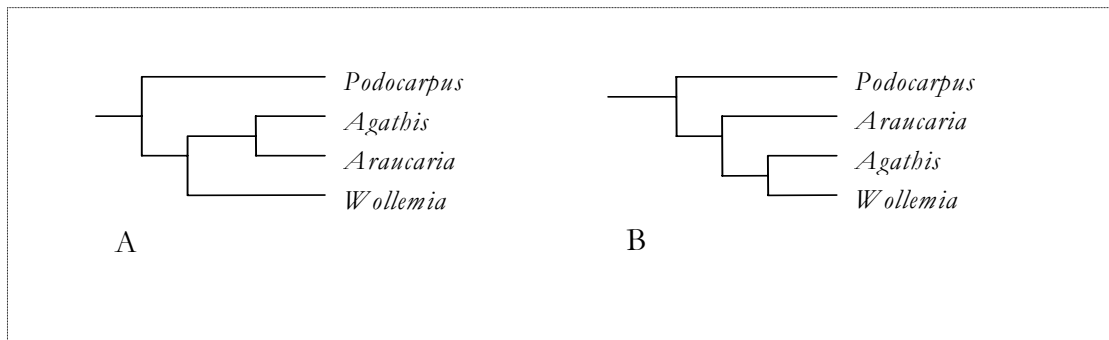 Podocarpus
Agathis
Araucaria
Wollemia
A
Podocarpus
Araucaria
Agathis
Wollemia
B